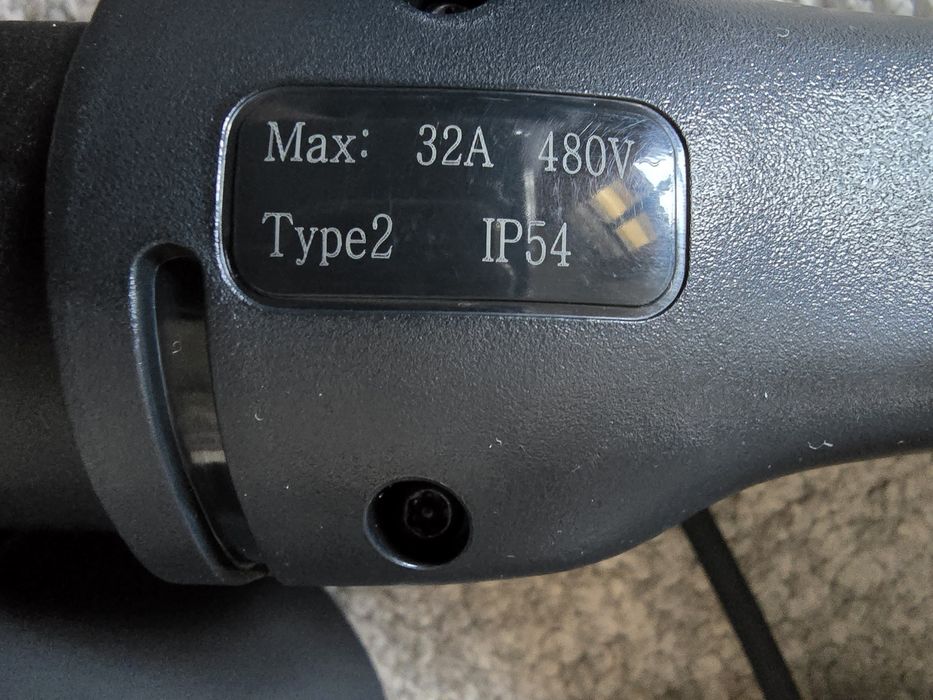 Max: 32A 480V
Type2 IP54